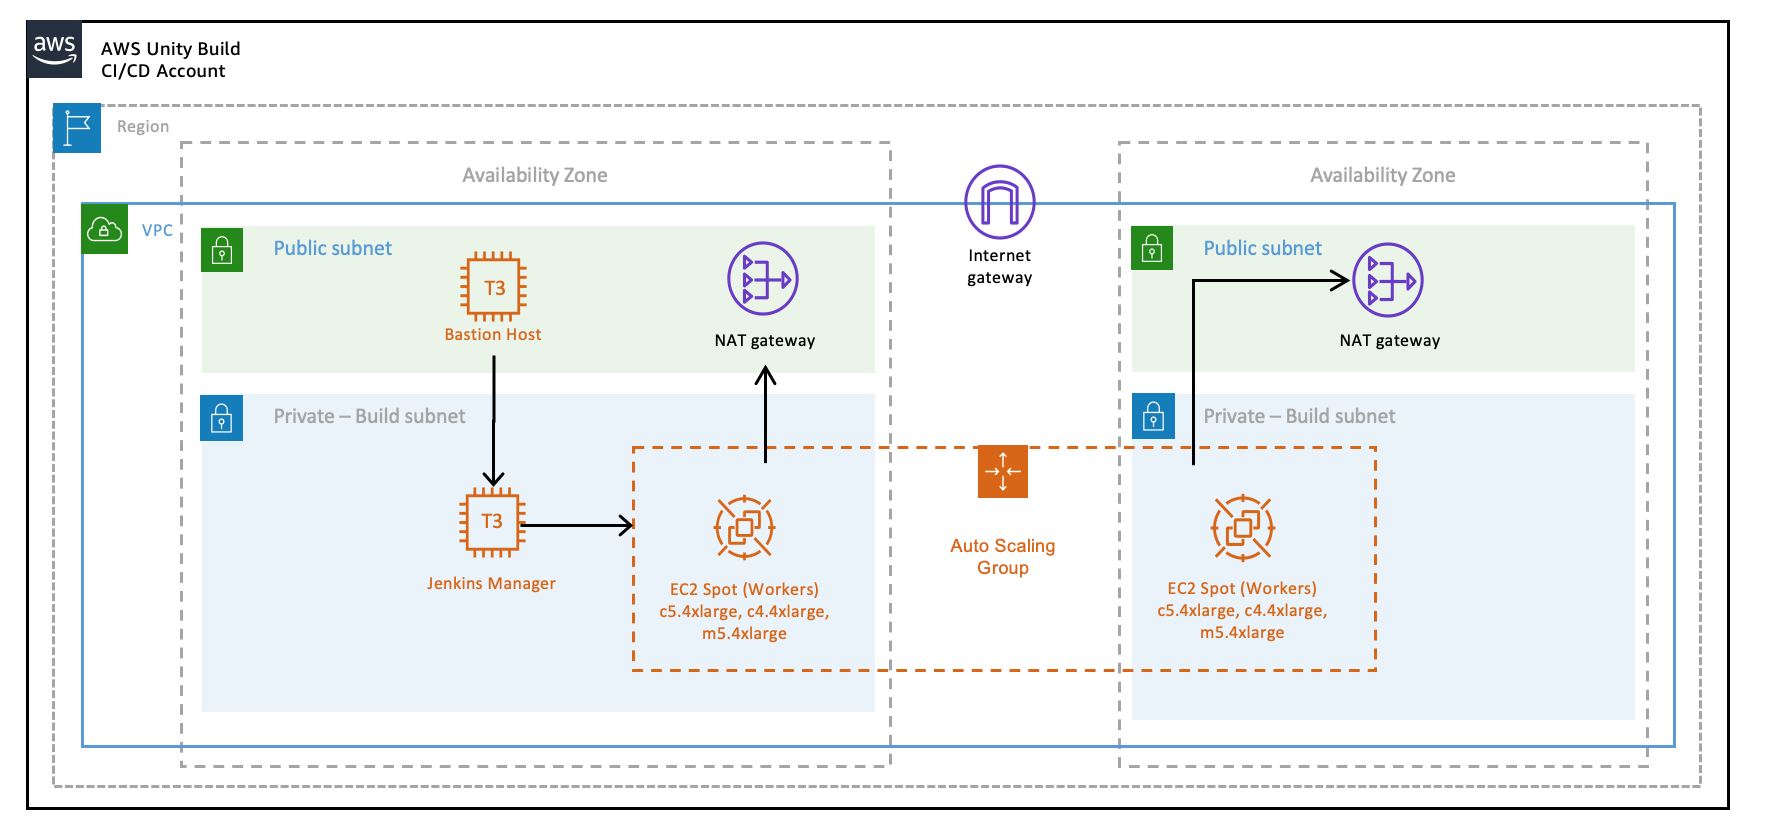 aws
AWS Unity Build
CI/CD Account
Region
Availability Zone
Availability Zone
VPC
Public subnet
T3
Bastion Host
NAT gateway
Internet
gateway
Public subnet
NAT gateway
Private – Build subnet
T3
Jenkins Manager
EC2 Spot (Workers)
c5.4xlarge, c4.4xlarge,
m5.4xlarge
Auto Scaling
Group
Private – Build subnet
EC2 Spot (Workers)
c5.4xlarge, c4.4xlarge,
m5.4xlarge